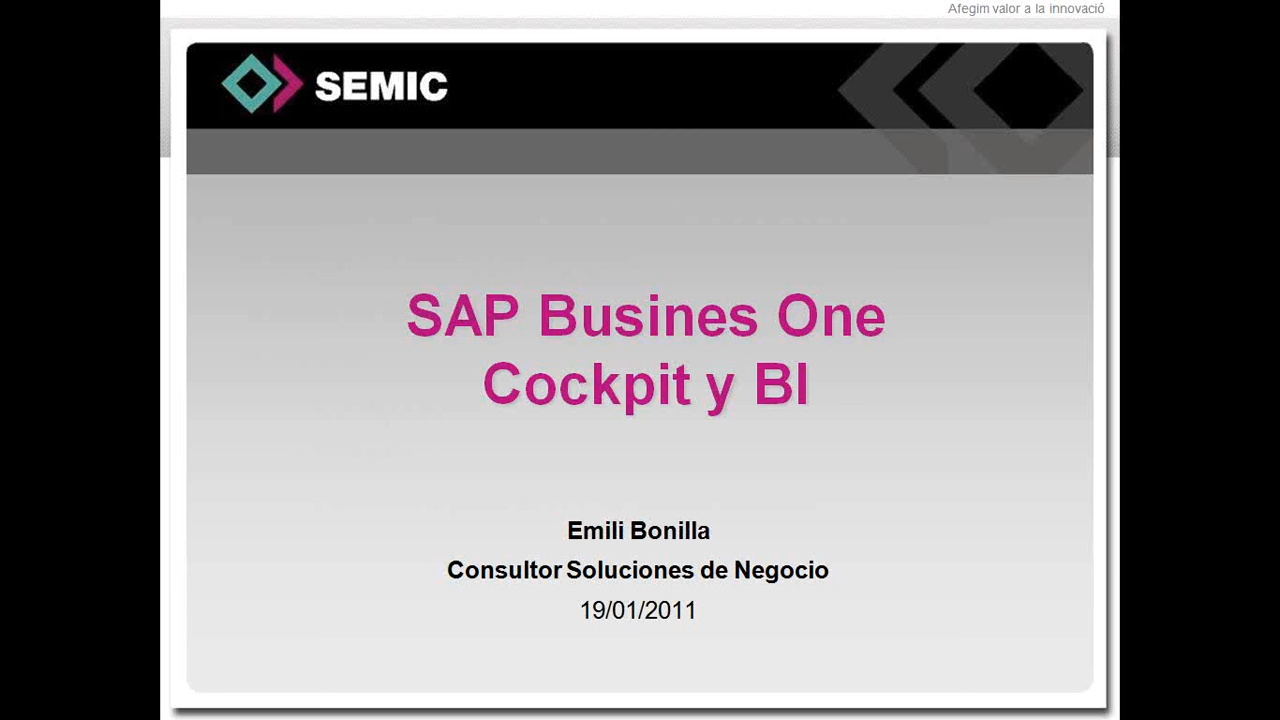 Afegim valor a la innovació
SEMIC
SAP Busines One
Cockpit y BI
Emili Bonilla
Consultor Soluciones de Negocio
19/01/2011